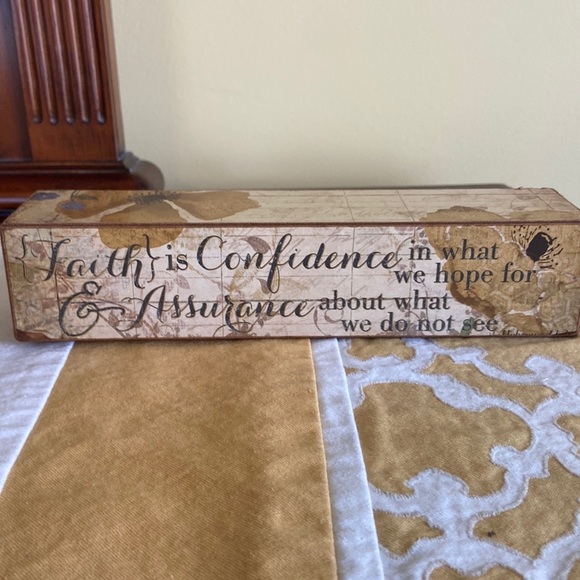 {Faith} is Confidence in what we hope for
& Assurance about what we do not see